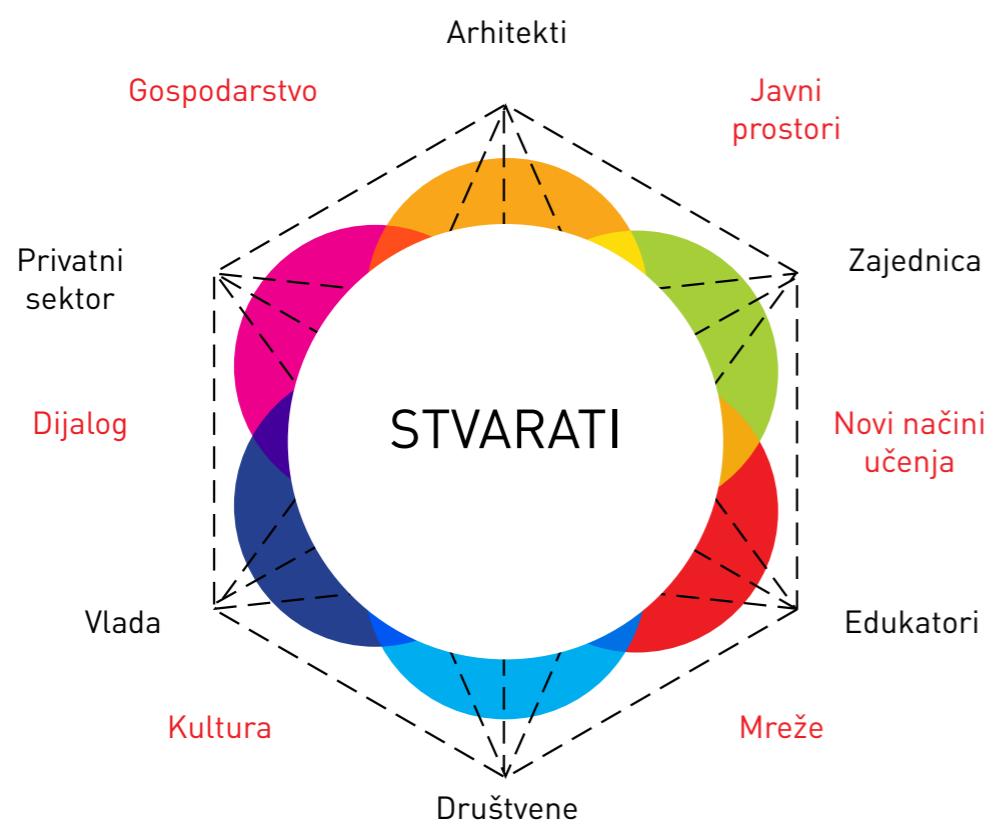 Arhitekti
Gospodarstvo
Javni
prostori
Privatni
sektor
Zajednica
Dijalog
STVARATI
Novi načini
učenja
Vlada
Edukatori
Kultura
Mreže
Društvene